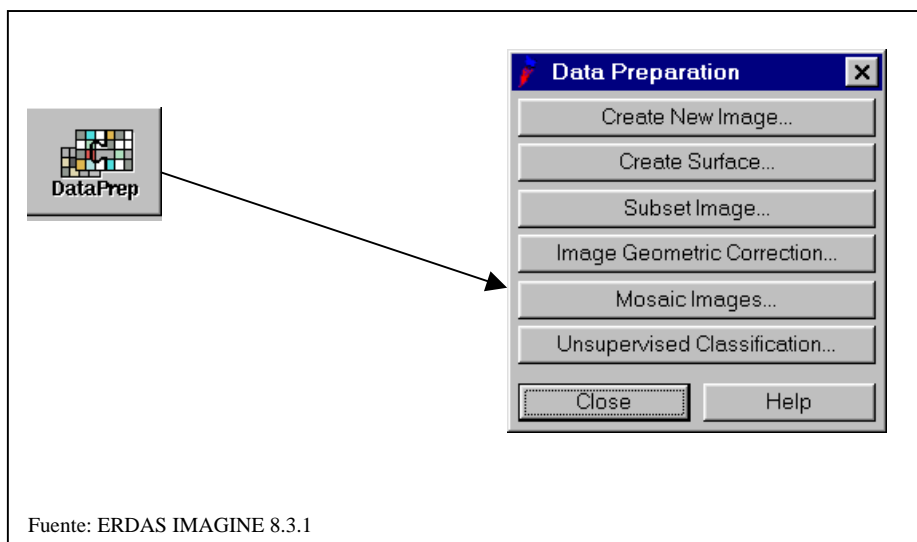 DataPrep
Data Preparation
Create New Image...
Create Surface...
Subset Image...
Image Geometric Correction...
Mosaic Images...
Unsupervised Classification...
Close
Help
Fuente: ERDAS IMAGINE 8.3.1